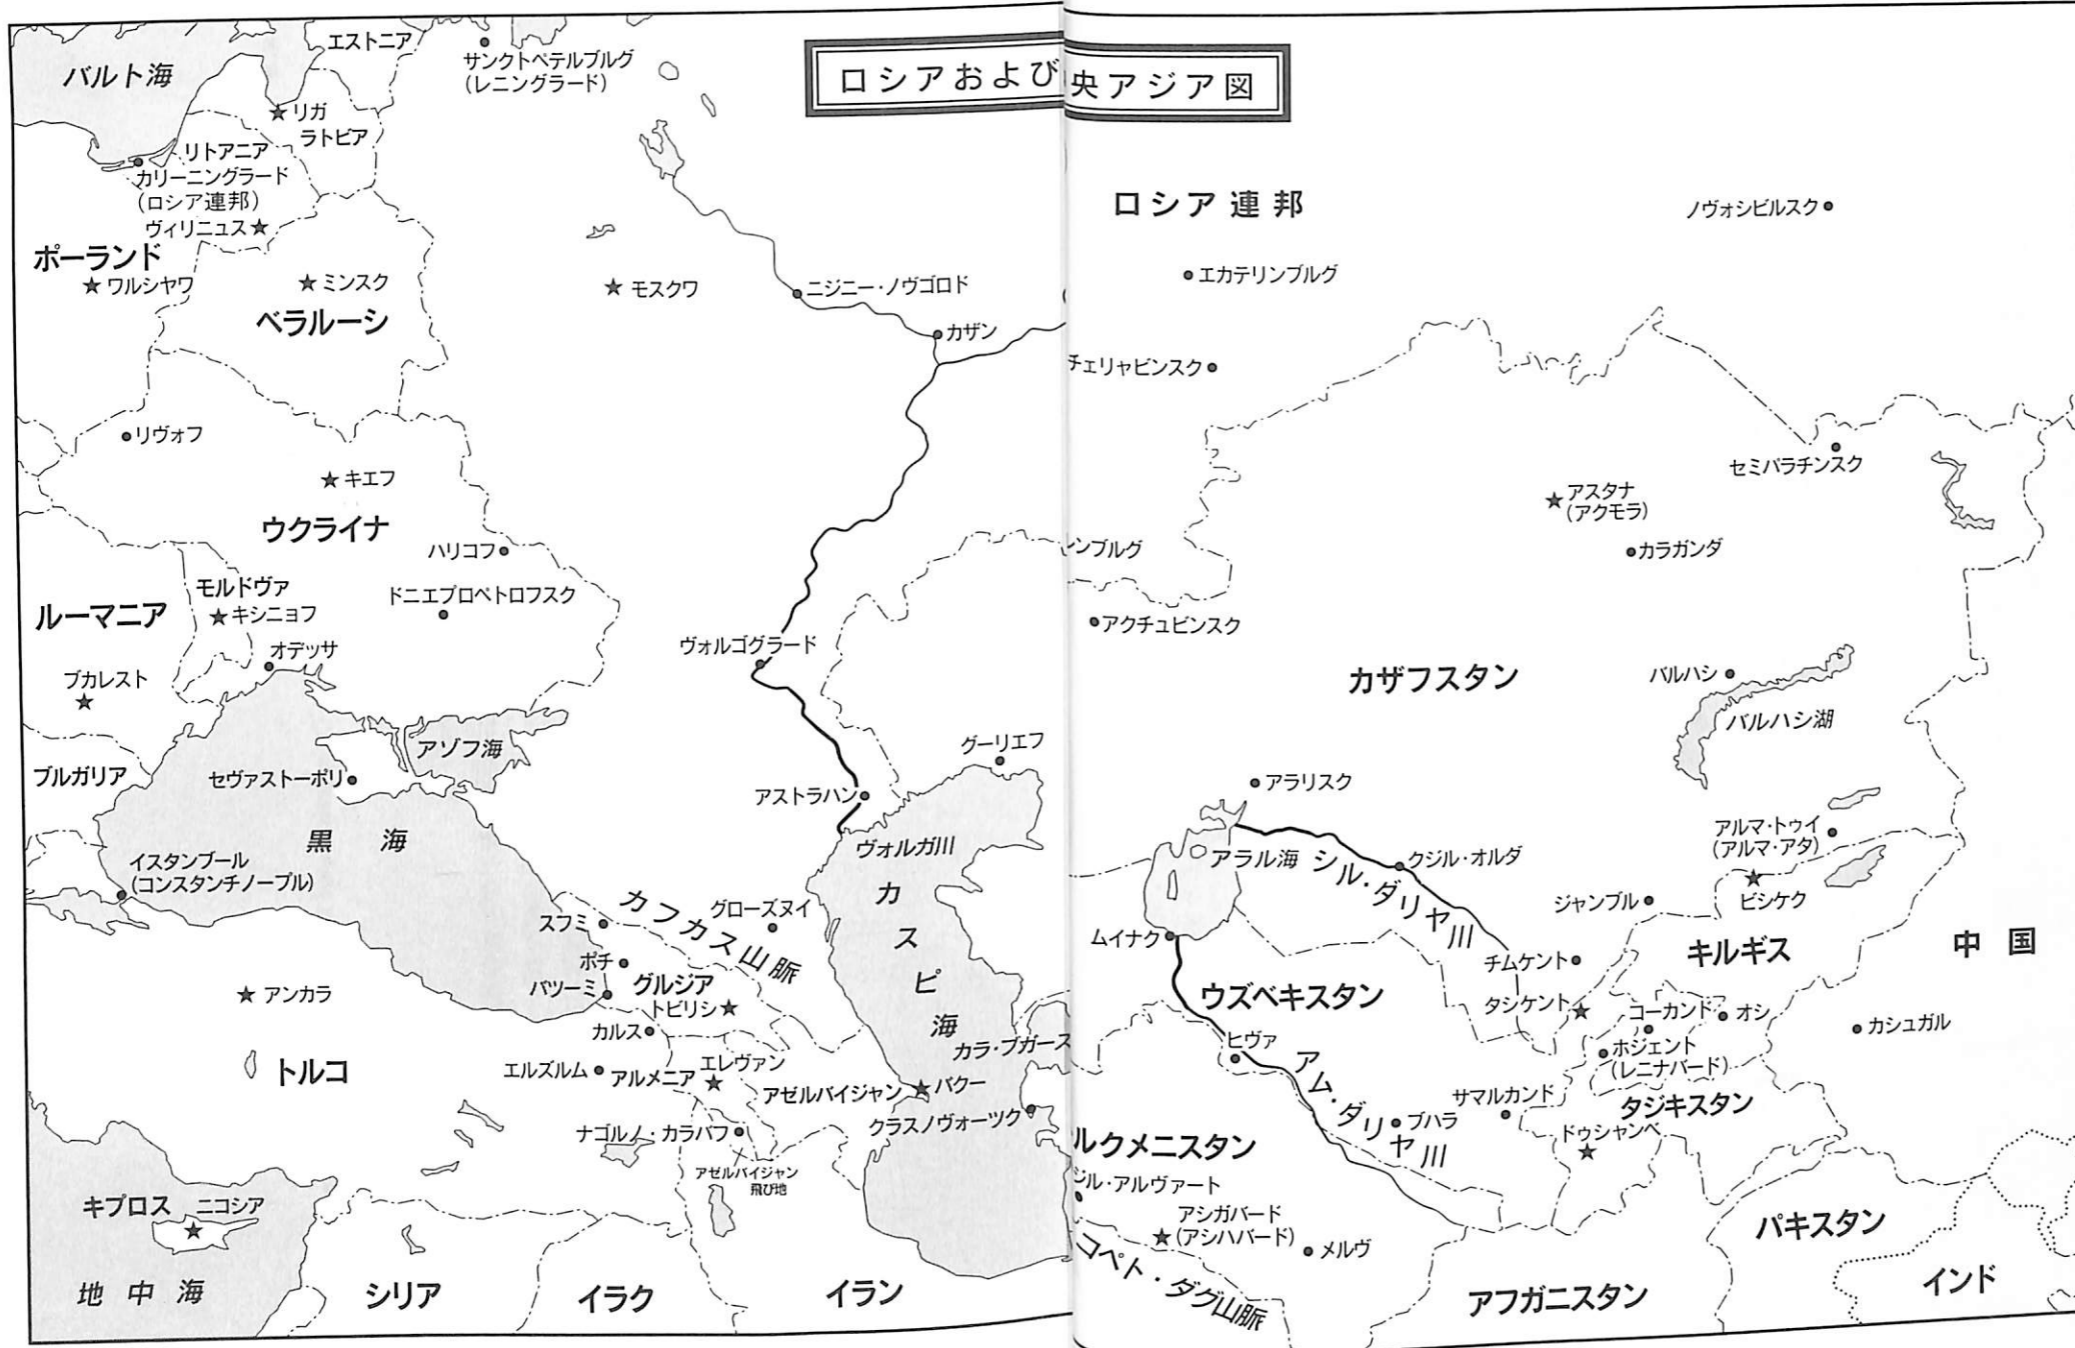 ロシアおよび
央アジア図
バルト海
エストニア
サンクトペテルブルグ
(レニングラード)
リガ
ラトビア
リトアニア
カリーニングラード
(ロシア連邦)
ヴィリニュス
ポーランド
ワルシャワ
ミンスク
ベラルーシ
モスクワ
ニジニー・ノヴゴロド
カザン
リヴォフ
キエフ
ウクライナ
ハリコフ
ドニエプロペトロフスク
モルドヴァ
キシニョフ
ルーマニア
オデッサ
ブカレスト
ヴォルゴグラード
ブルガリア
アゾフ海
セヴァストーポリ
グーリエフ
アストラハン
黒海
ヴォルガ川
イスタンブール
(コンスタンチノープル)
カスピ海
カフカス山脈
グローズヌイ
スフミ
ポチ
グルジア
バツーミ
トビリシ
アンカラ
カルス
トルコ
エルズルム
アルメニア
エレヴァン
アゼルバイジャン
バクー
カラ・ブガース
クラスノヴォーツク
ナゴルノ・カラバフ
アゼルバイジャン
飛び地
キプロス
ニコシア
地中海
シリア
イラク
イラン
ロシア連邦
ノヴォシビルスク
エカテリンブルグ
チェリャビンスク
セミパラチンスク
アスタナ
(アクモラ)
カラガンダ
ンブルグ
アクチュビンスク
カザフスタン
バルハシ
バルハシ湖
アラリスク
アラル海
シル・ダリヤ川
クジル・オルダ
アルマ・トゥイ
(アルマ・アタ)
ビシケク
ジャンブル
ムイナク
チムケント
キルギス
中国
ウズベキスタン
タシケント
コーカンド
オシ
カシュガル
ヒヴァ
ホジェント
(レニナバード)
アム・ダリヤ川
サマルカンド
ブハラ
タジキスタン
ドゥシャンベ
ルクメニスタン
ジル・アルヴァート
アシガバード
(アシハバード)
メルヴ
コペト・ダグ山脈
アフガニスタン
パキスタン
インド